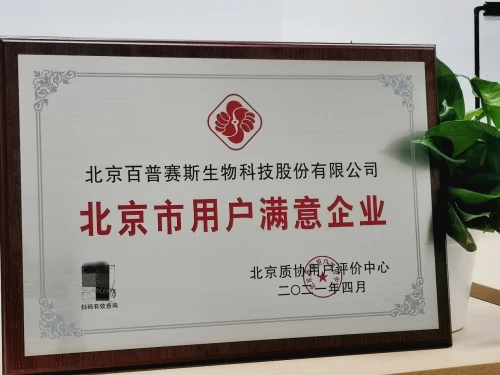 北京百普赛斯生物科技股份有限公司
北京市用户满意企业
北京质协用户评价中心
二〇二一年四月
扫码有效查询